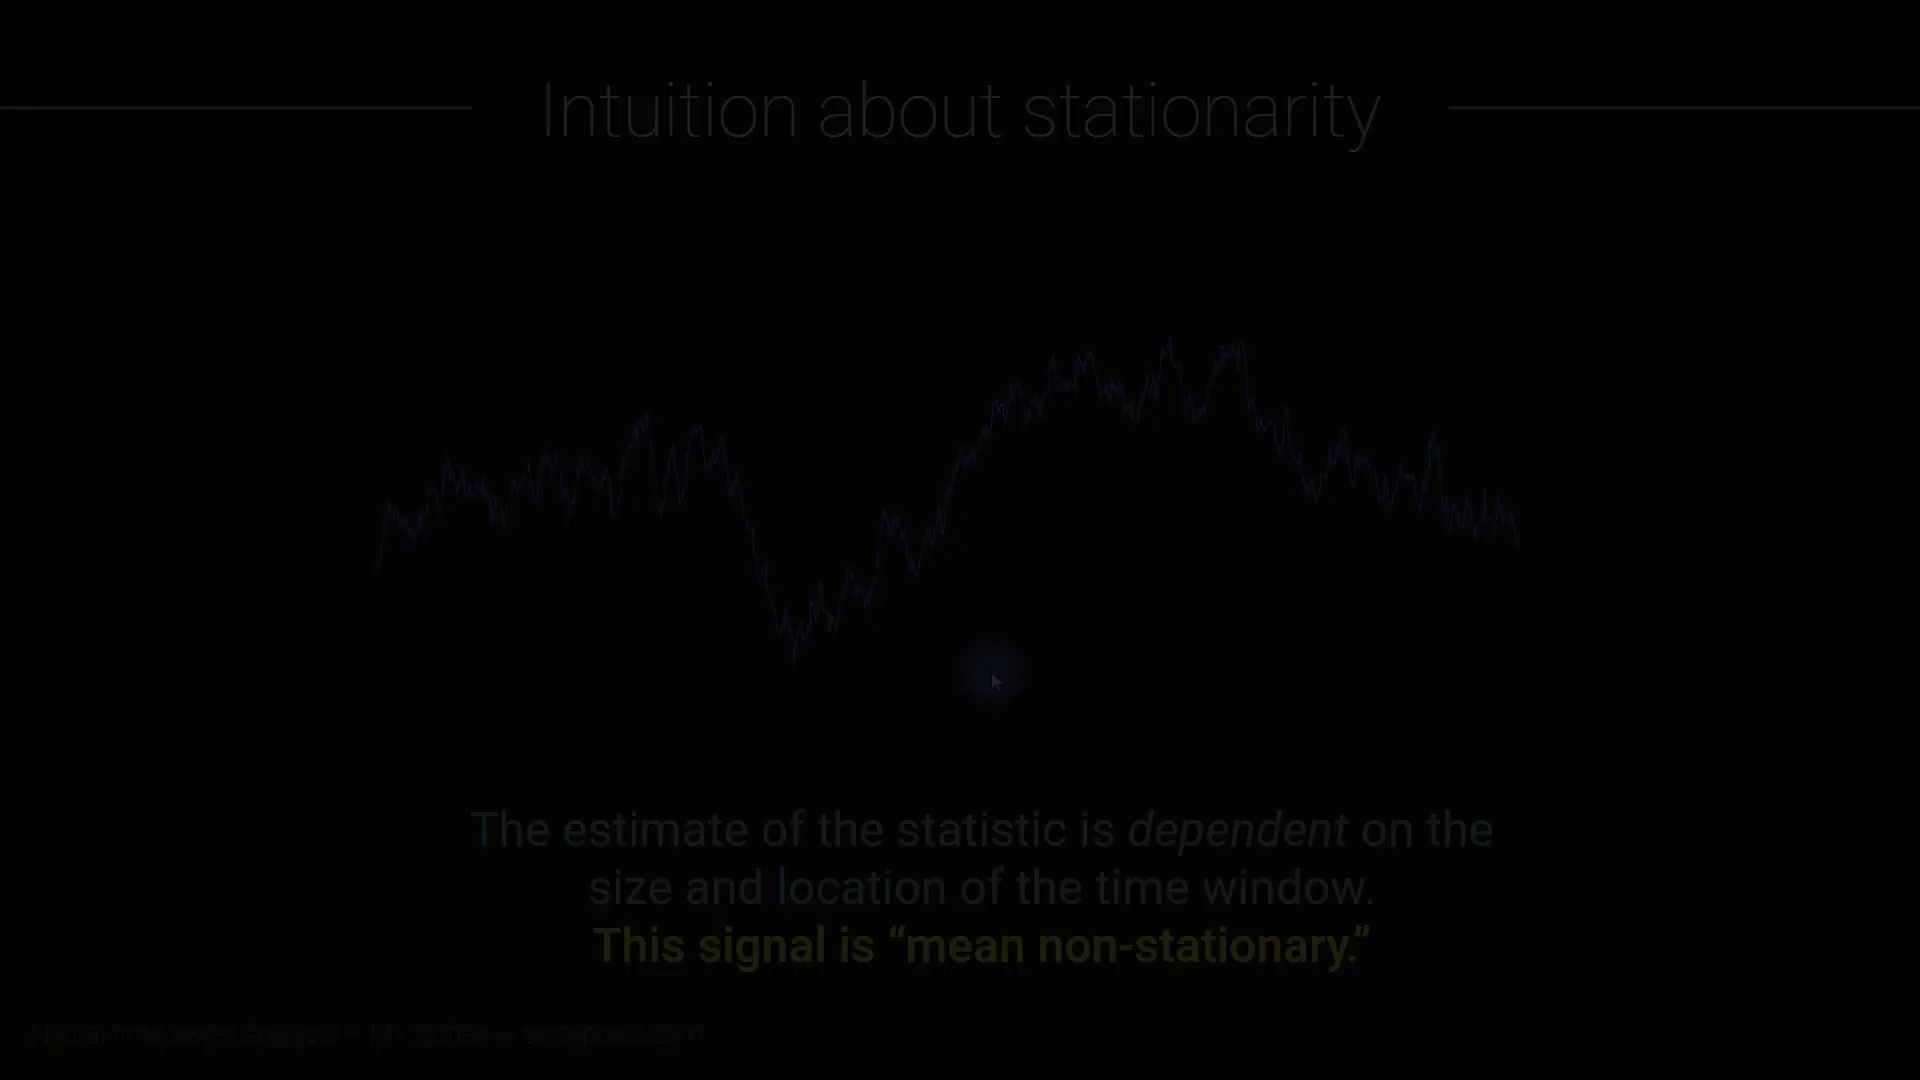 Intuition about stationarity
The estimate of the statistic is dependent on the
size and location of the time window.
This signal is “mean non-stationary.”